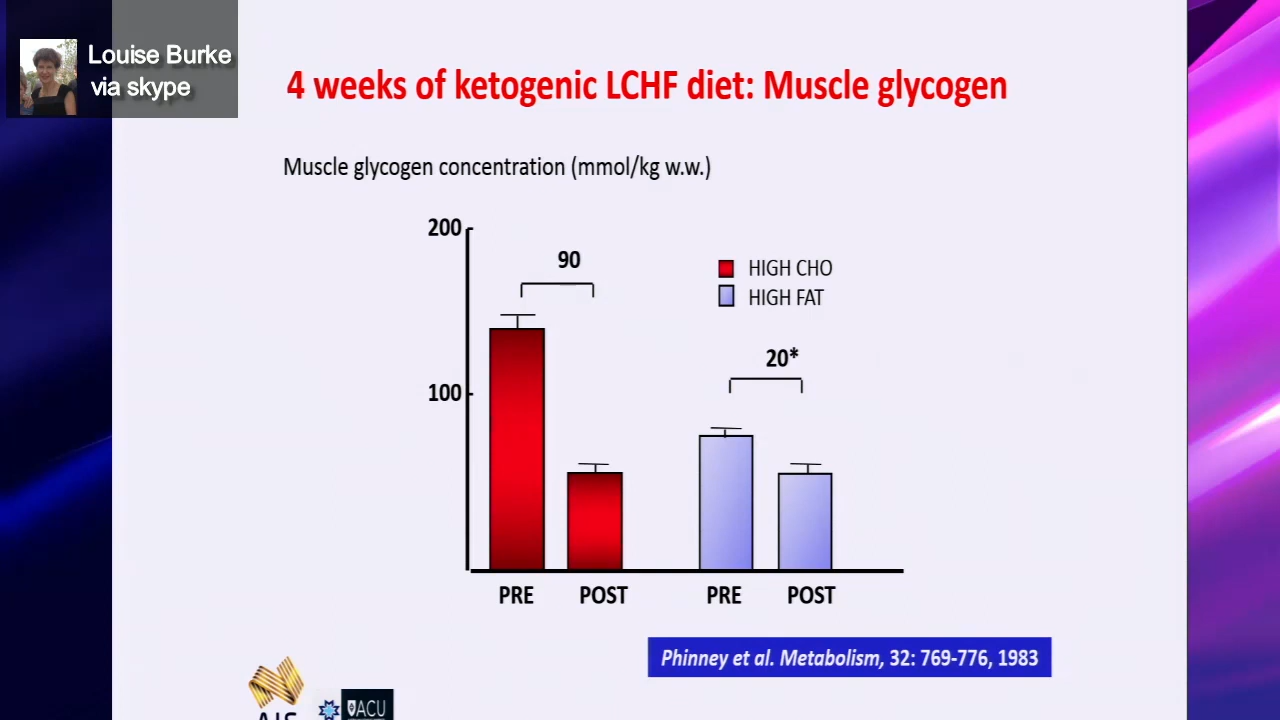 Louise Burke
via skype
4 weeks of ketogenic LCHF diet: Muscle glycogen
Muscle glycogen concentration (mmol/kg w.w.)
200
90
HIGH CHO
HIGH FAT
20*
100
PRE POST PRE POST
Phinney et al. Metabolism, 32: 769-776, 1983
AIS
ACU